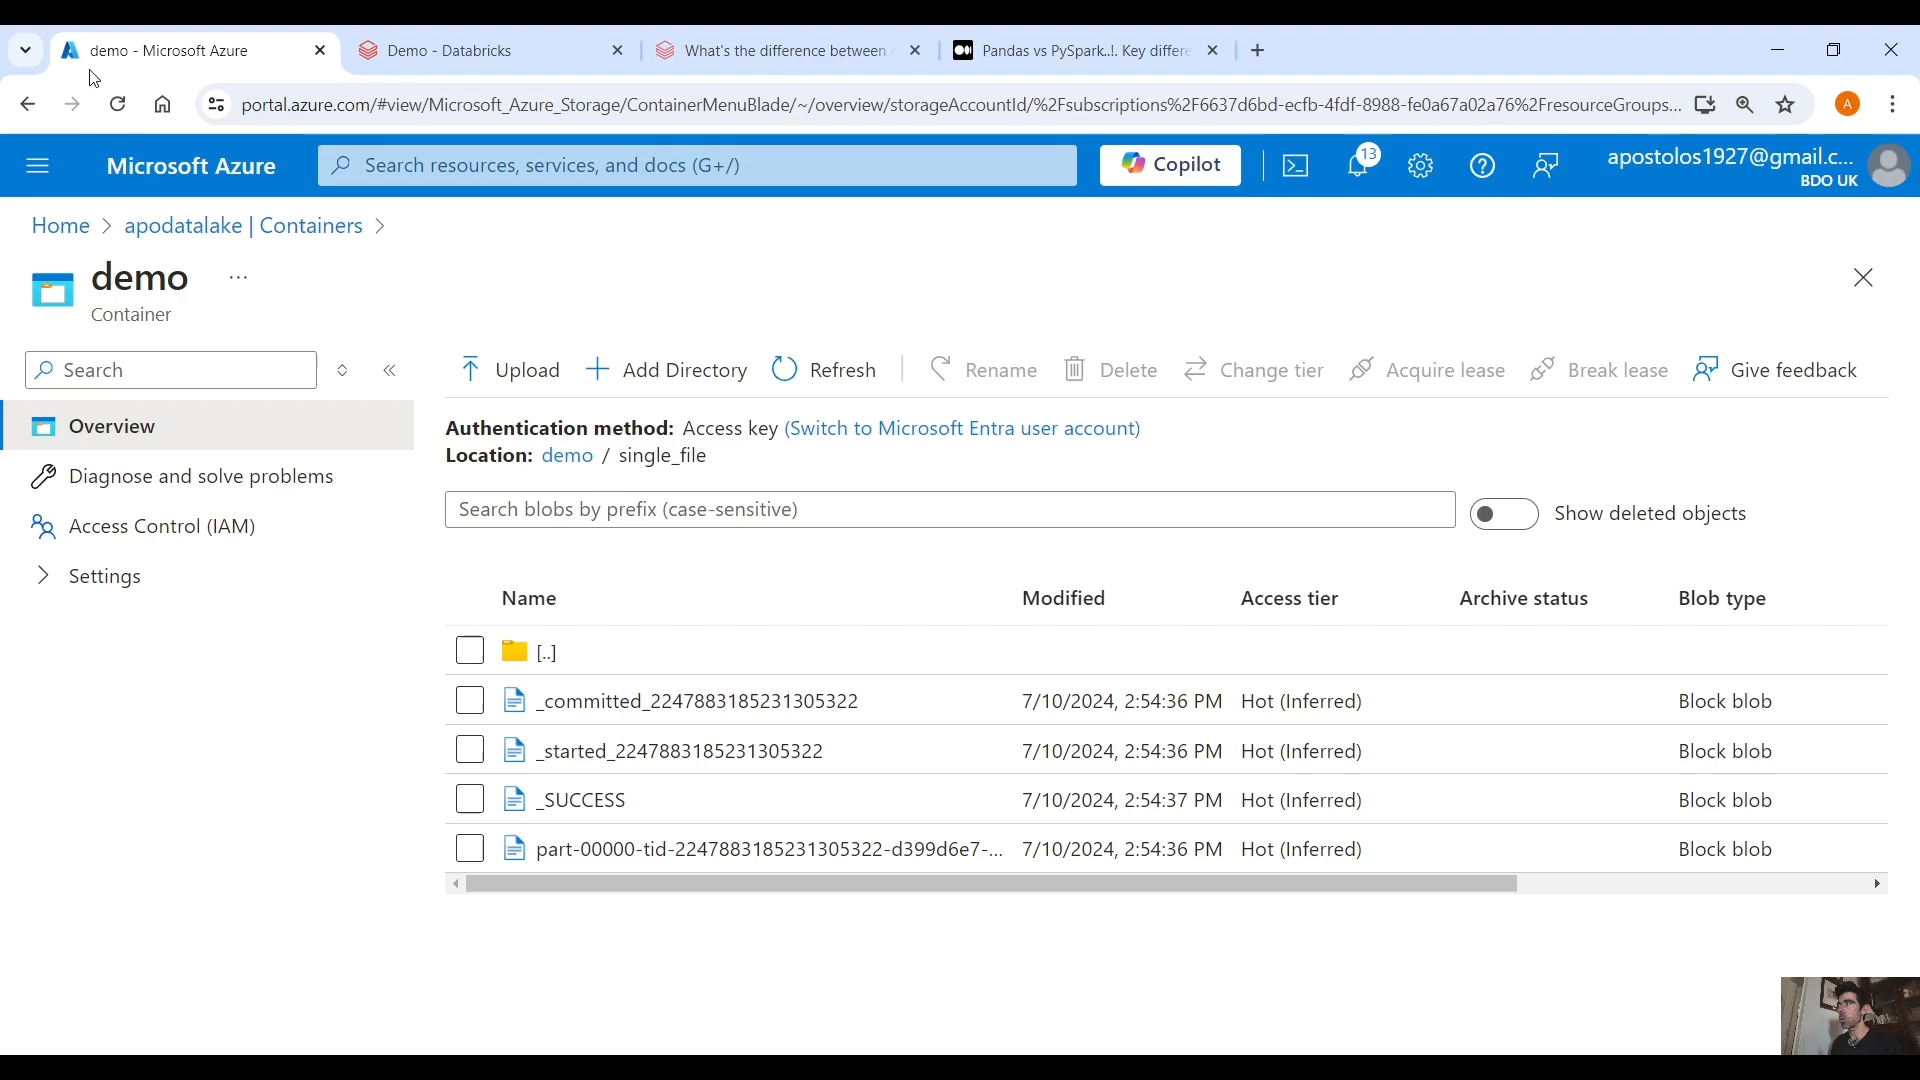 demo - Microsoft Azure
Demo - Databricks
What's the difference between
Pandas vs PySpark..!. Key differe
portal.azure.com/#view/Microsoft_Azure_Storage/ContainerMenuBlade/~/overview/storageAccountId/%2Fsubscriptions%2F6637d6bd-ecfb-4fdf-8988-fe0a67a02a76%2FresourceGroups...
A
Microsoft Azure
Search resources, services, and docs (G+/)
Copilot
13
apostolos1927@gmail.c...
BDO UK
Home > apodatalake | Containers >
demo
...
Container
Search
Upload
Add Directory
Refresh
Rename
Delete
Change tier
Acquire lease
Break lease
Give feedback
Overview
Diagnose and solve problems
Access Control (IAM)
Settings
Authentication method: Access key (Switch to Microsoft Entra user account)
Location: demo / single_file
Search blobs by prefix (case-sensitive)
Show deleted objects
Name Modified Access tier Archive status Blob type
[..]
_committed_2247883185231305322 7/10/2024, 2:54:36 PM Hot (Inferred) Block blob
_started_2247883185231305322 7/10/2024, 2:54:36 PM Hot (Inferred) Block blob
_SUCCESS 7/10/2024, 2:54:37 PM Hot (Inferred) Block blob
part-00000-tid-2247883185231305322-d399d6e7-... 7/10/2024, 2:54:36 PM Hot (Inferred) Block blob